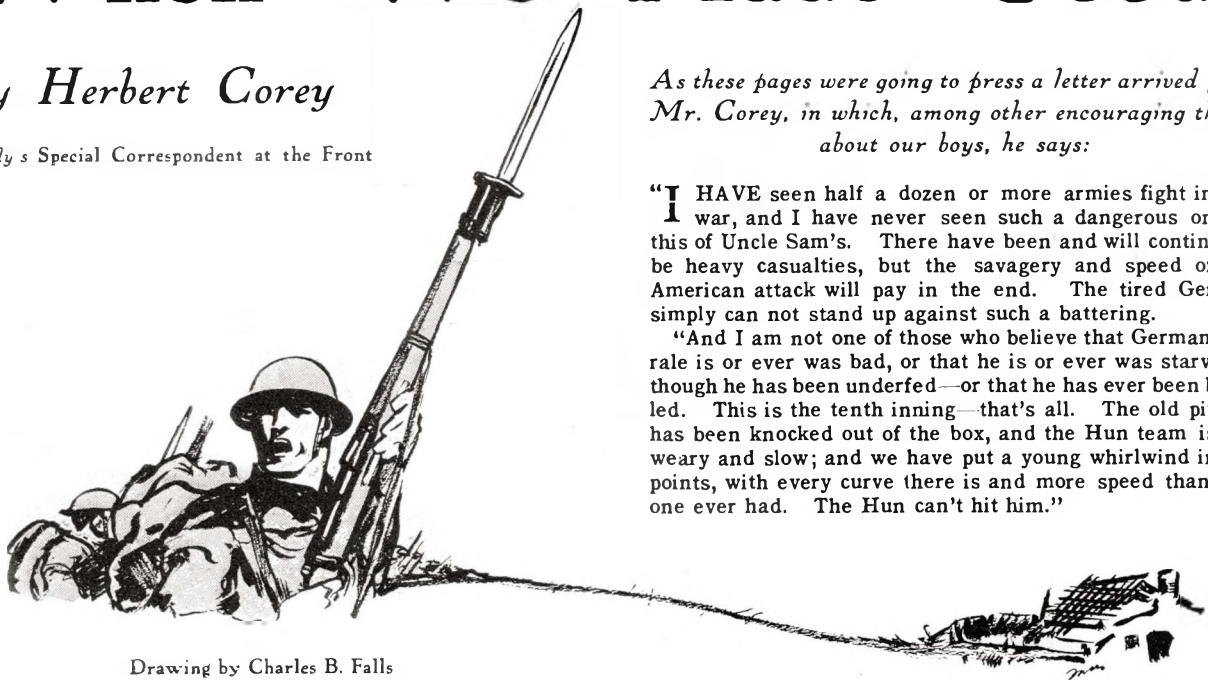 Herbert Corey
Special Correspondent at the Front
As these pages were going to press a letter arrived
Mr. Corey, in which, among other encouraging
about our boys, he says:
"I HAVE seen half a dozen or more armies fight
war, and I have never seen such a dangerous
this of Uncle Sam's. There have been and will
be heavy casualties, but the savagery and speed
American attack will pay in the end. The tired
simply can not stand up against such a battering.
"And I am not one of those who believe that German
rale is or ever was bad, or that he is or ever was
though he has been underfed—or that he has ever been
led. This is the tenth inning—that's all. The old
has been knocked out of the box, and the Hun team
weary and slow; and we have put a young whirlwind
points, with every curve there is and more speed than
one ever had. The Hun can't hit him."
Drawing by Charles B. Falls